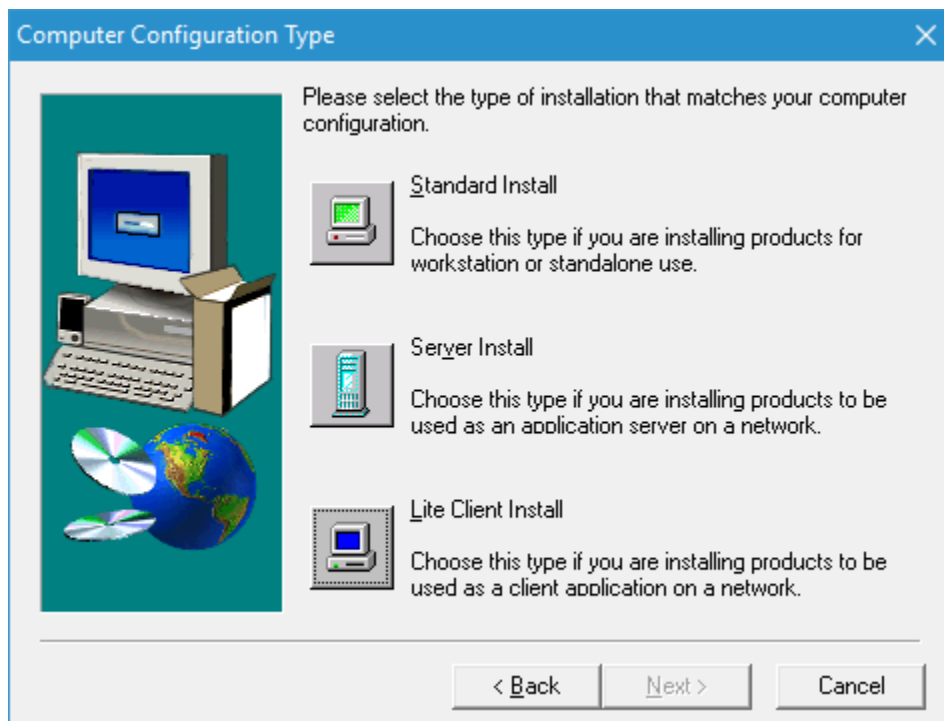 Computer Configuration Type
Please select the type of installation that matches your computer
configuration.
Standard Install
Choose this type if you are installing products for
workstation or standalone use.
Server Install
Choose this type if you are installing products to be
used as an application server on a network.
Lite Client Install
Choose this type if you are installing products to be
used as a client application on a network.
< Back
Next >
Cancel